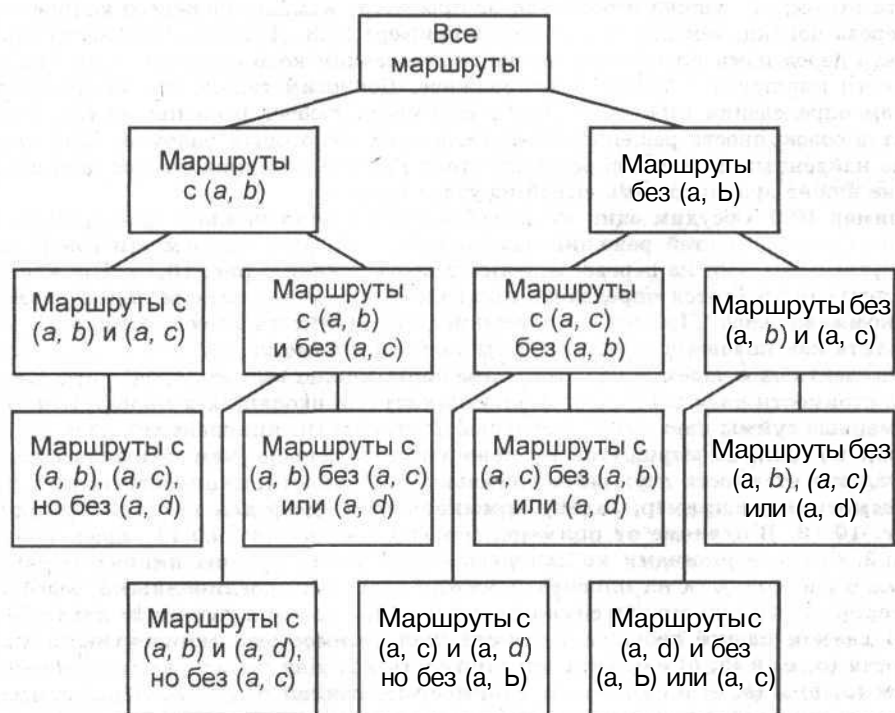 Все
маршруты
Маршруты
с (a, b)
Маршруты
без (a, b)
Маршруты с
(a, b) и (a, c)
Маршруты
с (a, b)
и без (a, c)
Маршруты
с (a, c)
без (a, b)
Маршруты без
(a, b) и (a, c)
Маршруты с
(a, b), (a, c),
но без (a, d)
Маршруты с
(a, b) без (a, c)
или (a, d)
Маршруты с
(a, c) без (a, b)
или (a, d)
Маршруты без
(a, b), (a, c)
или (a, d)
Маршруты с
(a, b) и (a, d),
но без (a, c)
Маршруты с
(a, c) и (a, d)
но без (a, b)
Маршруты с
(a, d) и без
(a, b) или (a, c)